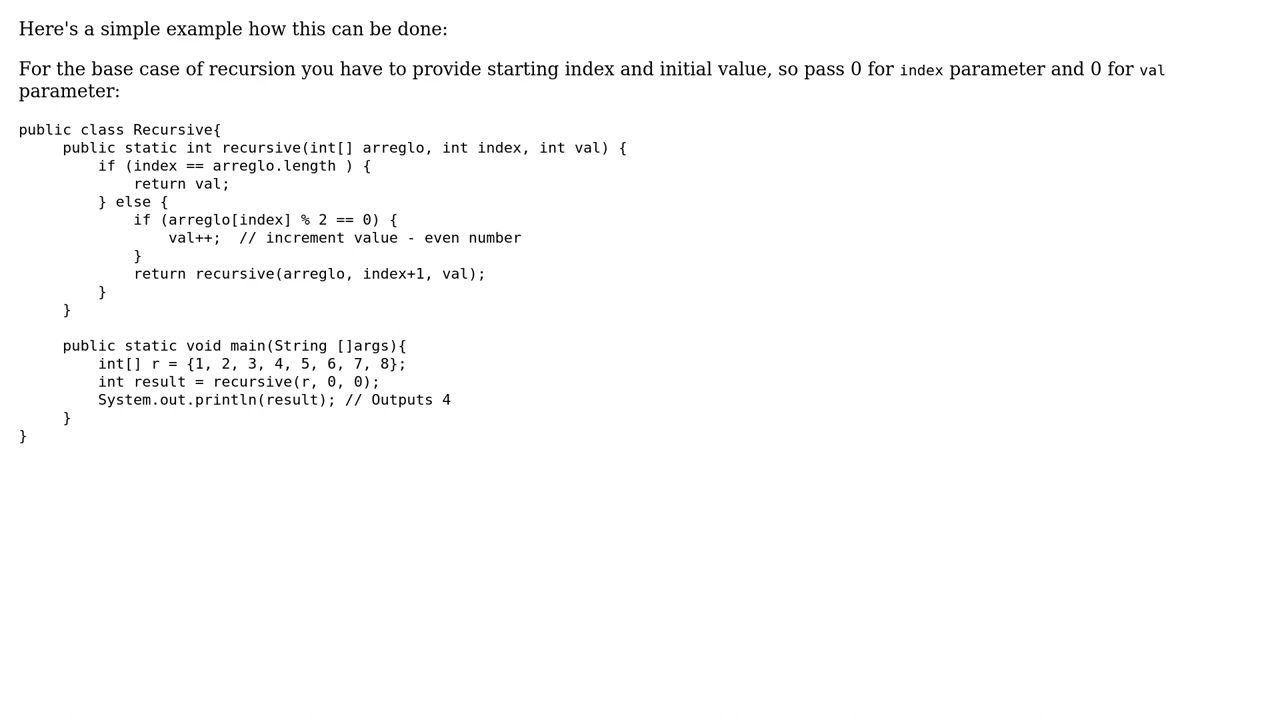 Here's a simple example how this can be done:
For the base case of recursion you have to provide starting index and initial value, so pass 0 for index parameter and 0 for val
parameter:
public class Recursive{
     public static int recursive(int[] arreglo, int index, int val) {
         if (index == arreglo.length ) {
             return val;
         } else {
             if (arreglo[index] % 2 == 0) {
                 val++;  // increment value - even number
             }
             return recursive(arreglo, index+1, val);
         }
     }

     public static void main(String []args){
         int[] r = {1, 2, 3, 4, 5, 6, 7, 8};
         int result = recursive(r, 0, 0);
         System.out.println(result); // Outputs 4
     }
}